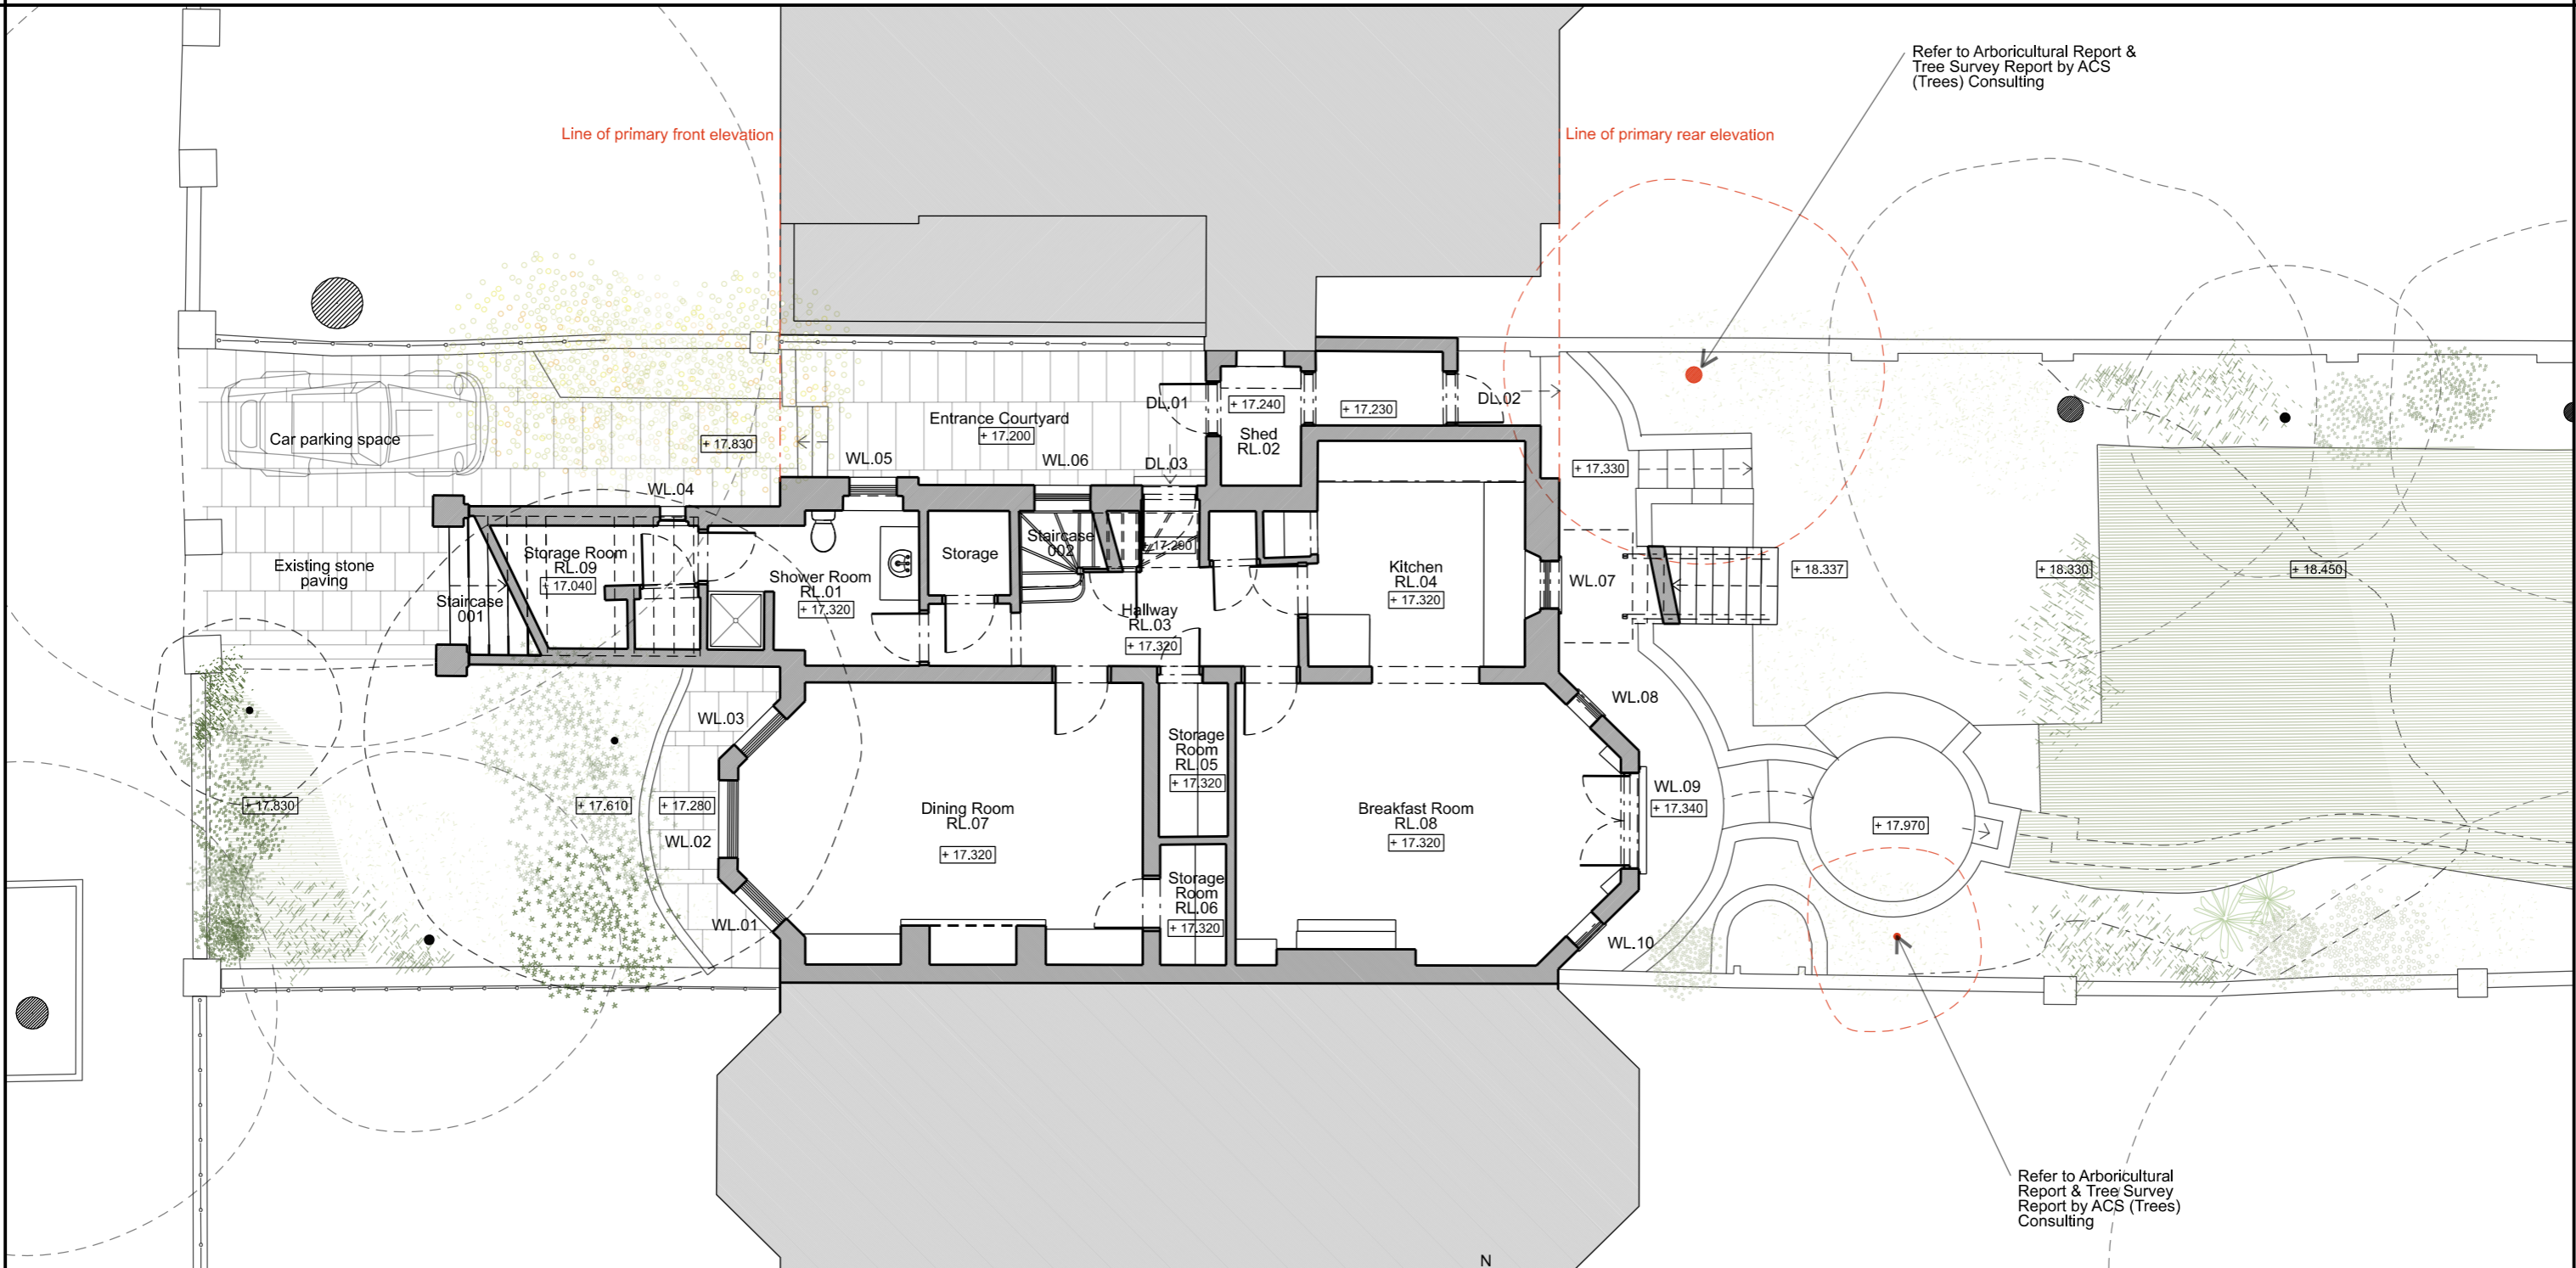 Refer to Arboricultural Report &
Tree Survey Report by ACS
(Trees) Consulting
Line of primary front elevation
Line of primary rear elevation
DL.01
+ 17.240
+ 17.230
DL.02
Entrance Courtyard
+ 17.200
Car parking space
+ 17.830
Shed
RL.02
WL.05
WL.06
DL.03
+ 17.330
WL.04
Storage Room
RL.09
+ 17.040
Storage
Staircase
002
+ 17.200
Existing stone
paving
Staircase
001
Shower Room
RL.01
+ 17.320
Hallway
RL.03
+ 17.320
Kitchen
RL.04
+ 17.320
WL.07
+ 18.337
+ 18.330
+ 18.450
WL.03
WL.08
Storage
Room
RL.05
+ 17.320
+ 17.830
+ 17.610
+ 17.280
WL.02
Dining Room
RL.07
+ 17.320
Breakfast Room
RL.08
+ 17.320
WL.09
+ 17.340
+ 17.970
Storage
Room
RL.06
+ 17.320
WL.01
WL.10
Refer to Arboricultural
Report & Tree Survey
Report by ACS (Trees)
Consulting
N